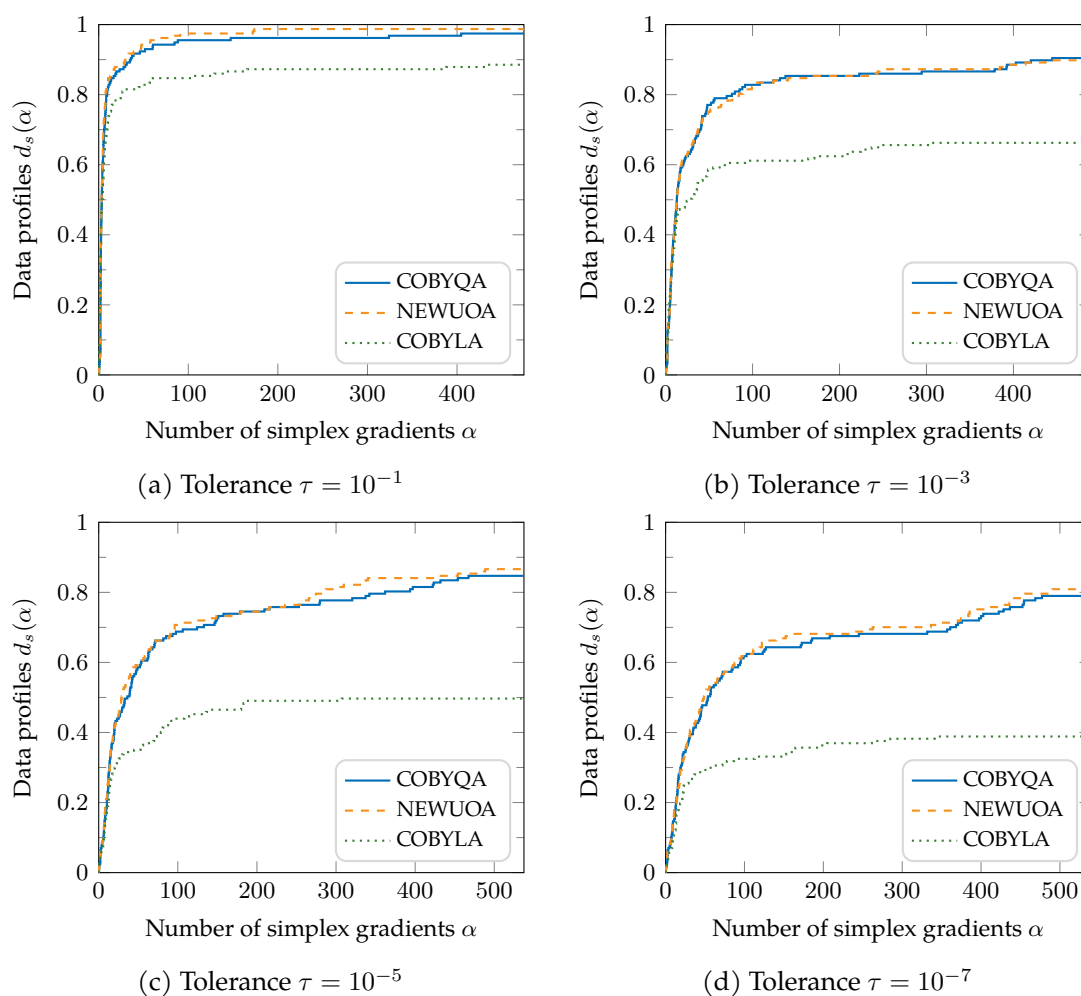 1
0.8
0.6
0.4
0.2
0
Data profiles d_s(α)
COBYQA
NEWUOA
COBYLA
0 100 200 300 400
Number of simplex gradients α
(a) Tolerance τ = 10⁻¹
1
0.8
0.6
0.4
0.2
0
Data profiles d_s(α)
COBYQA
NEWUOA
COBYLA
0 100 200 300 400
Number of simplex gradients α
(b) Tolerance τ = 10⁻³
1
0.8
0.6
0.4
0.2
0
Data profiles d_s(α)
COBYQA
NEWUOA
COBYLA
0 100 200 300 400 500
Number of simplex gradients α
(c) Tolerance τ = 10⁻⁵
1
0.8
0.6
0.4
0.2
0
Data profiles d_s(α)
COBYQA
NEWUOA
COBYLA
0 100 200 300 400 500
Number of simplex gradients α
(d) Tolerance τ = 10⁻⁷